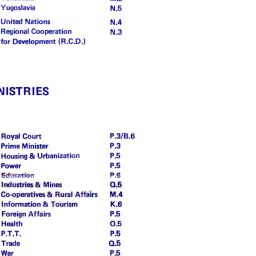 Yugoslavia N.5
United Nations N.4
Regional Cooperation N.3
for Development (R.C.D.)
NISTRIES
Royal Court P.3/B.6
Prime Minister P.3
Housing & Urbanization P.5
Power P.5
Education P.6
Industries & Mines Q.5
Co-operatives & Rural Affairs M.4
Information & Tourism K.6
Foreign Affairs P.5
Health O.5
P.T.T. P.5
Trade Q.5
War P.5